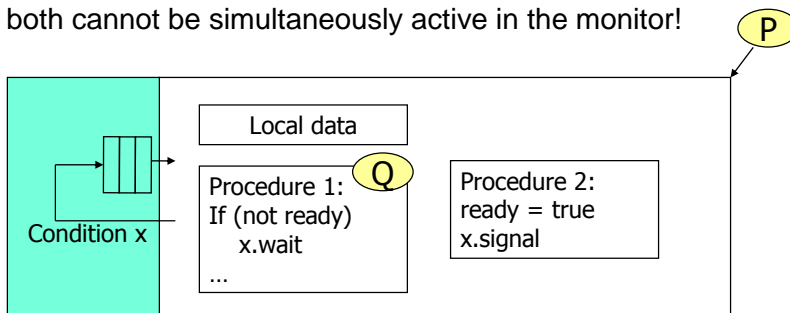 both cannot be simultaneously active in the monitor!
P
Local data
Q
Procedure 1:
If (not ready)
x.wait
…
Procedure 2:
ready = true
x.signal
Condition x